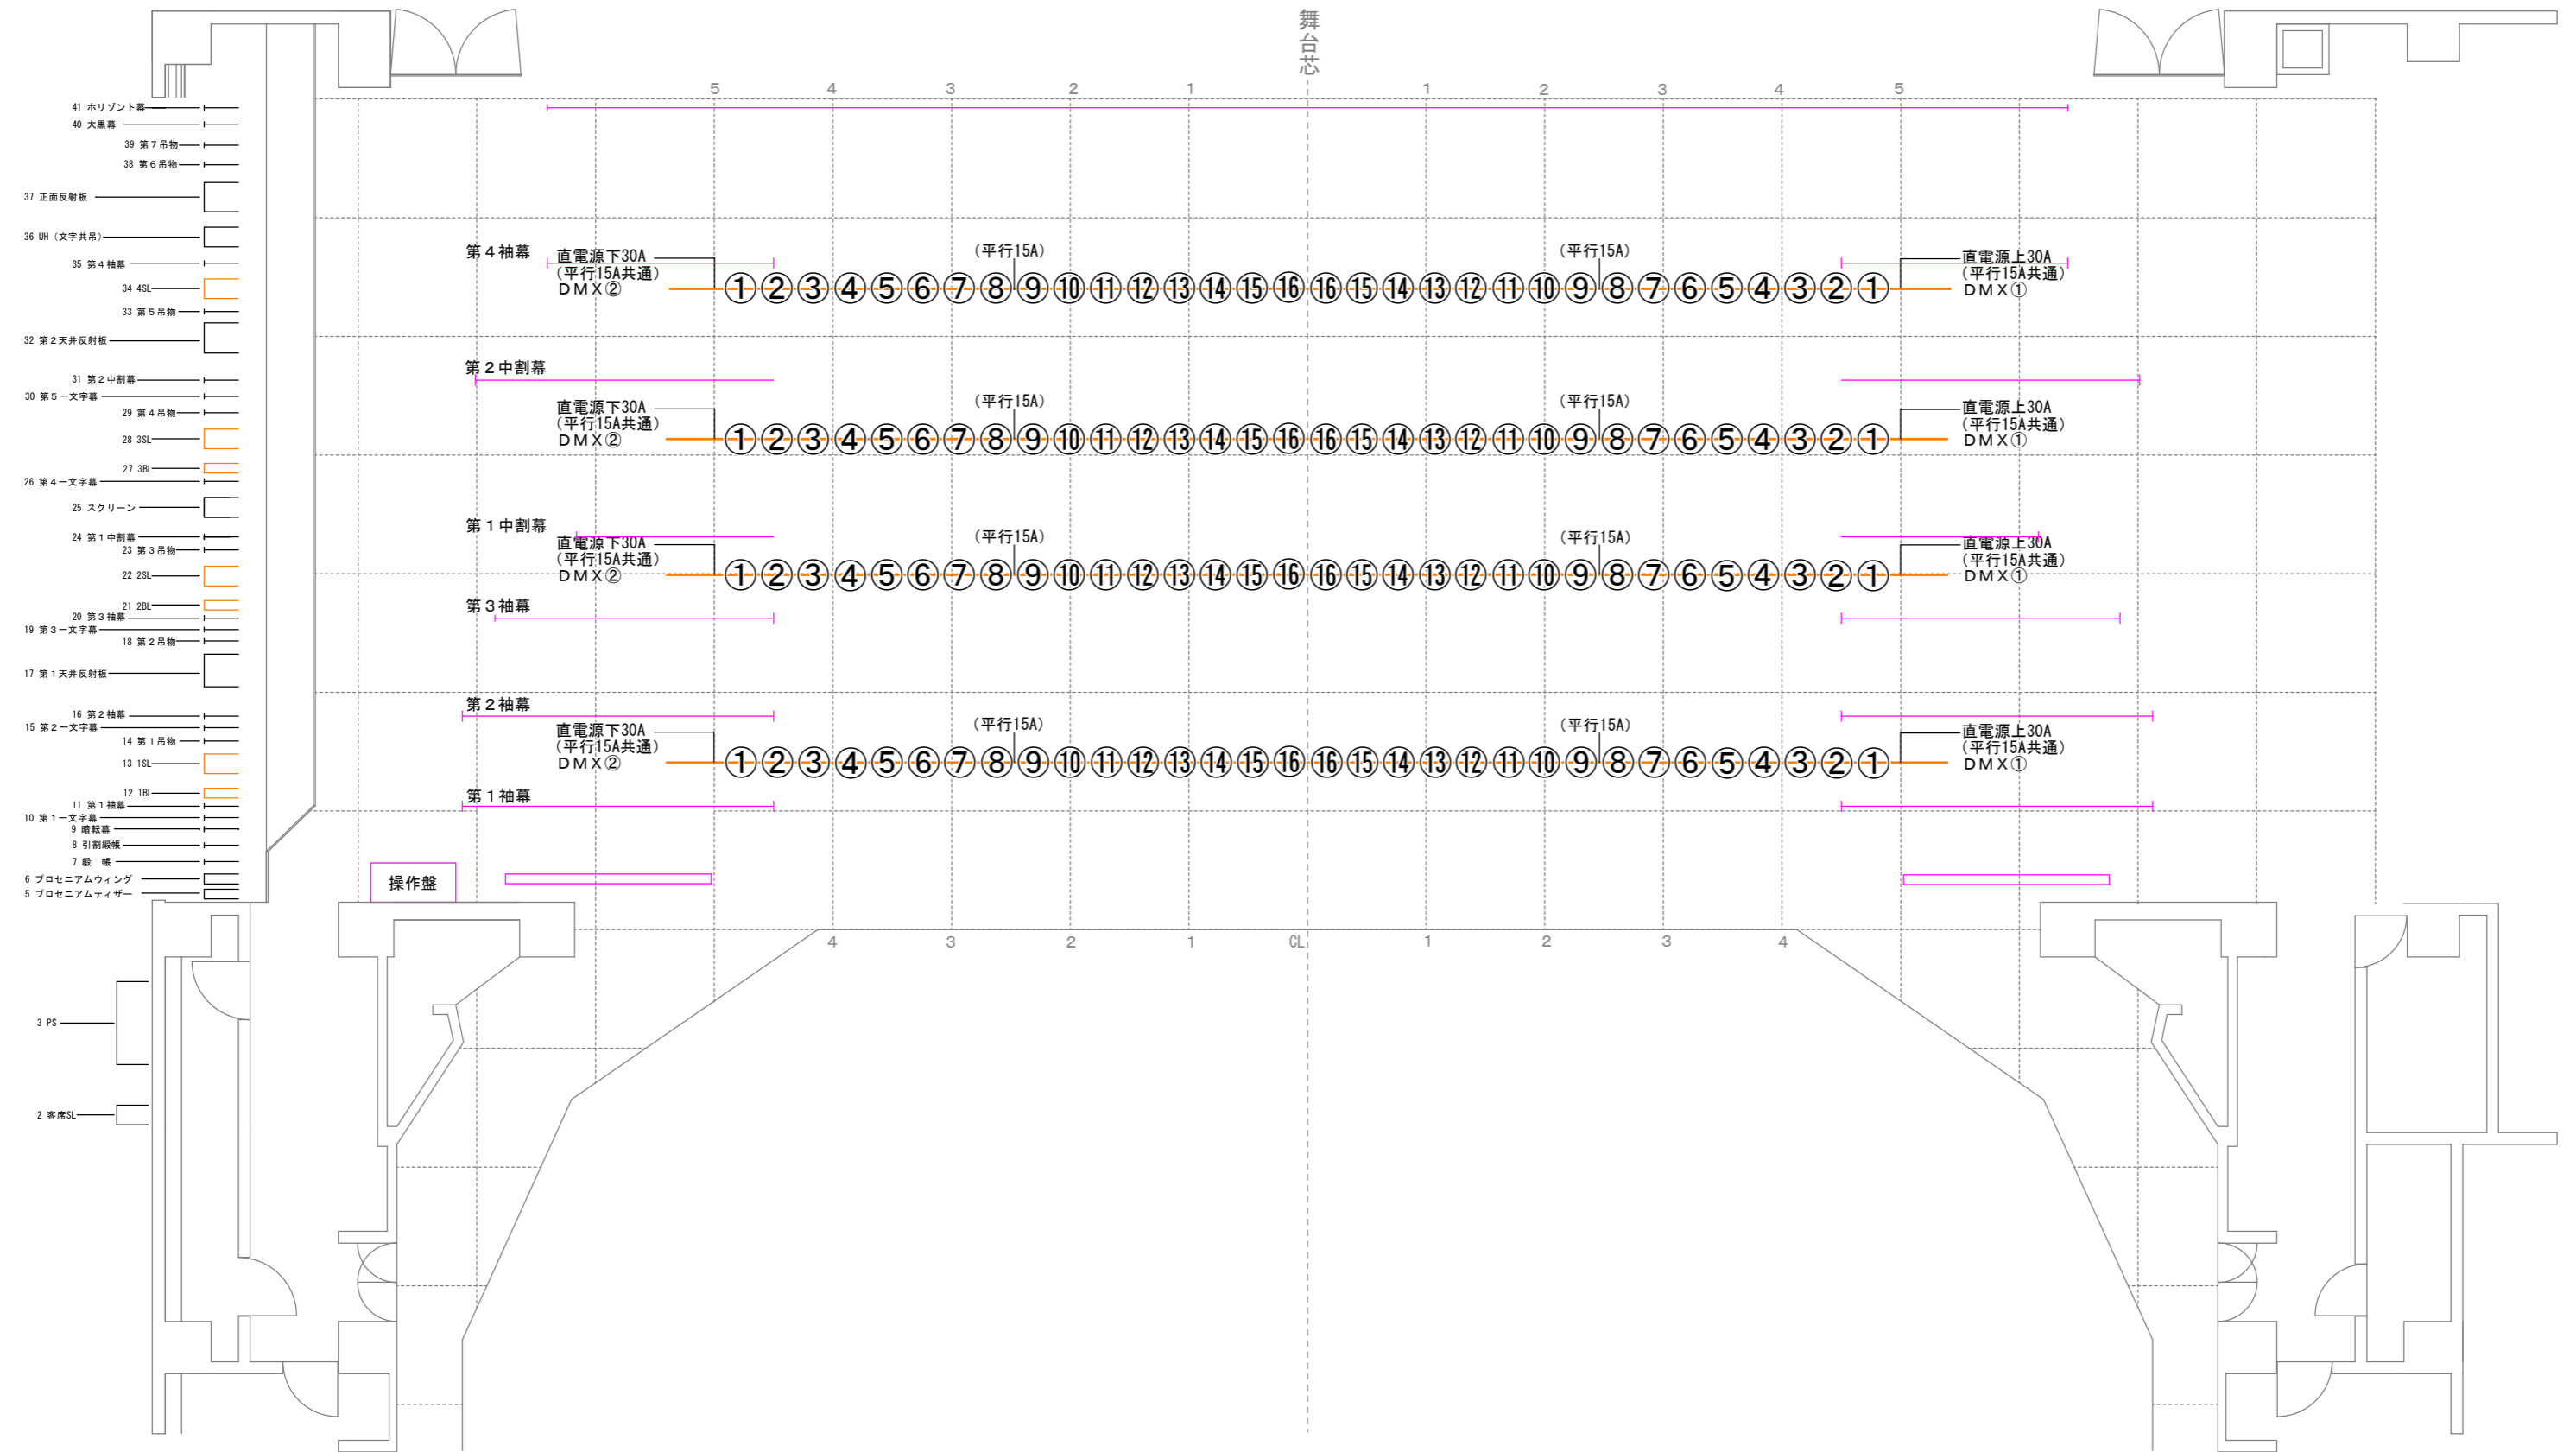 舞台芯
5 4 3 2 1 1 2 3 4 5
41 ホリゾント幕
40 大黒幕
39 第7吊物
38 第6吊物
37 正面反射板
36 UH（文字共吊）
35 第4袖幕
34 4SL
33 第5吊物
32 第2天井反射板
31 第2中割幕
30 第5一文字幕
29 第4吊物
28 3SL
27 3BL
26 第4一文字幕
25 スクリーン
24 第1中割幕
23 第3吊物
22 2SL
21 2BL
20 第3袖幕
19 第3一文字幕
18 第2吊物
17 第1天井反射板
16 第2袖幕
15 第2一文字幕
14 第1吊物
13 1SL
12 1BL
11 第1袖幕
10 第1一文字幕
9 暗転幕
8 引割緞帳
7 緞　帳
6 プロセニアムウィング
5 プロセニアムティザー
3 PS
2 客席SL
第4袖幕
直電源下30A
（平行15A共通）
DMX②
（平行15A）
（平行15A）
直電源上30A
（平行15A共通）
DMX①
①②③④⑤⑥⑦⑧⑨⑩⑪⑫⑬⑭⑮⑯⑯⑮⑭⑬⑫⑪⑩⑨⑧⑦⑥⑤④③②①
第2中割幕
直電源下30A
（平行15A共通）
DMX②
（平行15A）
（平行15A）
直電源上30A
（平行15A共通）
DMX①
①②③④⑤⑥⑦⑧⑨⑩⑪⑫⑬⑭⑮⑯⑯⑮⑭⑬⑫⑪⑩⑨⑧⑦⑥⑤④③②①
第1中割幕
直電源下30A
（平行15A共通）
DMX②
（平行15A）
（平行15A）
直電源上30A
（平行15A共通）
DMX①
①②③④⑤⑥⑦⑧⑨⑩⑪⑫⑬⑭⑮⑯⑯⑮⑭⑬⑫⑪⑩⑨⑧⑦⑥⑤④③②①
第3袖幕
第2袖幕
直電源下30A
（平行15A共通）
DMX②
（平行15A）
（平行15A）
直電源上30A
（平行15A共通）
DMX①
①②③④⑤⑥⑦⑧⑨⑩⑪⑫⑬⑭⑮⑯⑯⑮⑭⑬⑫⑪⑩⑨⑧⑦⑥⑤④③②①
第1袖幕
操作盤
4 3 2 1 CL 1 2 3 4